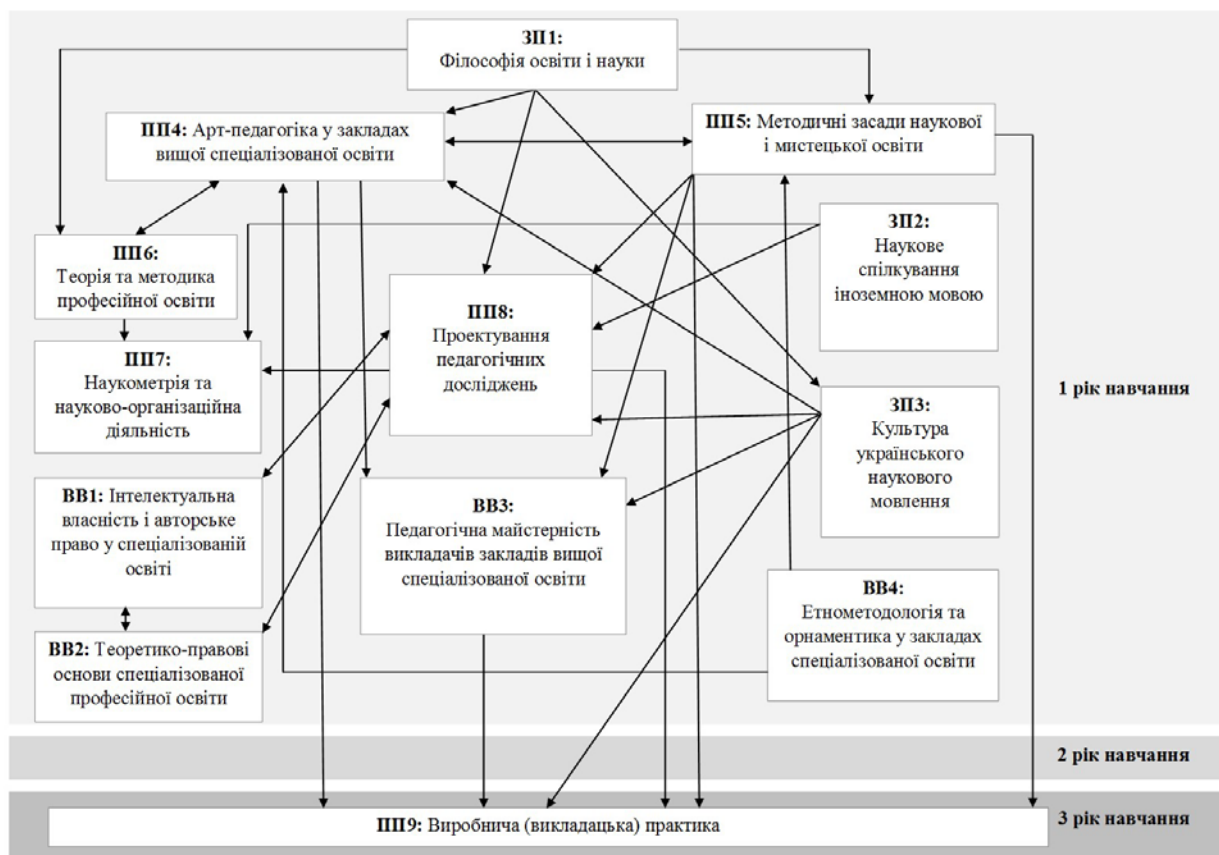 ЗП1:
Філософія освіти і науки
ПП4: Арт-педагогіка у закладах
вищої спеціалізованої освіти
ПП5: Методичні засади наукової
і мистецької освіти
ПП6:
Теорія та методика
професійної освіти
ЗП2:
Наукове
спілкування
іноземною мовою
ПП8:
Проектування
педагогічних
досліджень
ПП7:
Наукометрія та
науково-організаційна
діяльність
1 рік навчання
ЗП3:
Культура
українського
наукового
мовлення
ВВ1: Інтелектуальна
власність і авторське
право у спеціалізованій
освіті
ВВ3:
Педагогічна майстерність
викладачів закладів вищої
спеціалізованої освіти
ВВ4:
Етнометодологія та
орнаментика у закладах
спеціалізованої освіти
ВВ2: Теоретико-правові
основи спеціалізованої
професійної освіти
2 рік навчання
ПП9: Виробнича (викладацька) практика
3 рік навчання